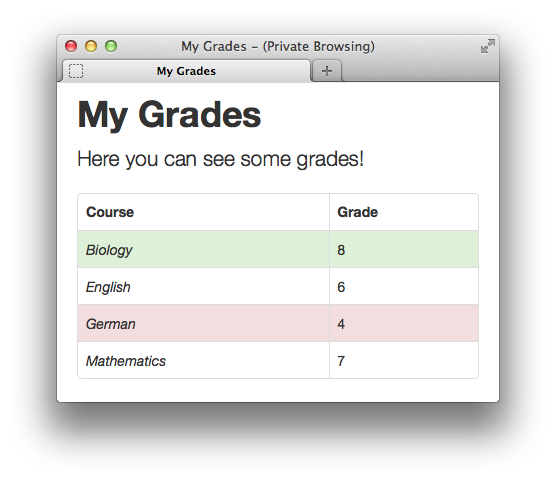 My Grades – (Private Browsing)
My Grades
My Grades
Here you can see some grades!
Course Grade
Biology 8
English 6
German 4
Mathematics 7